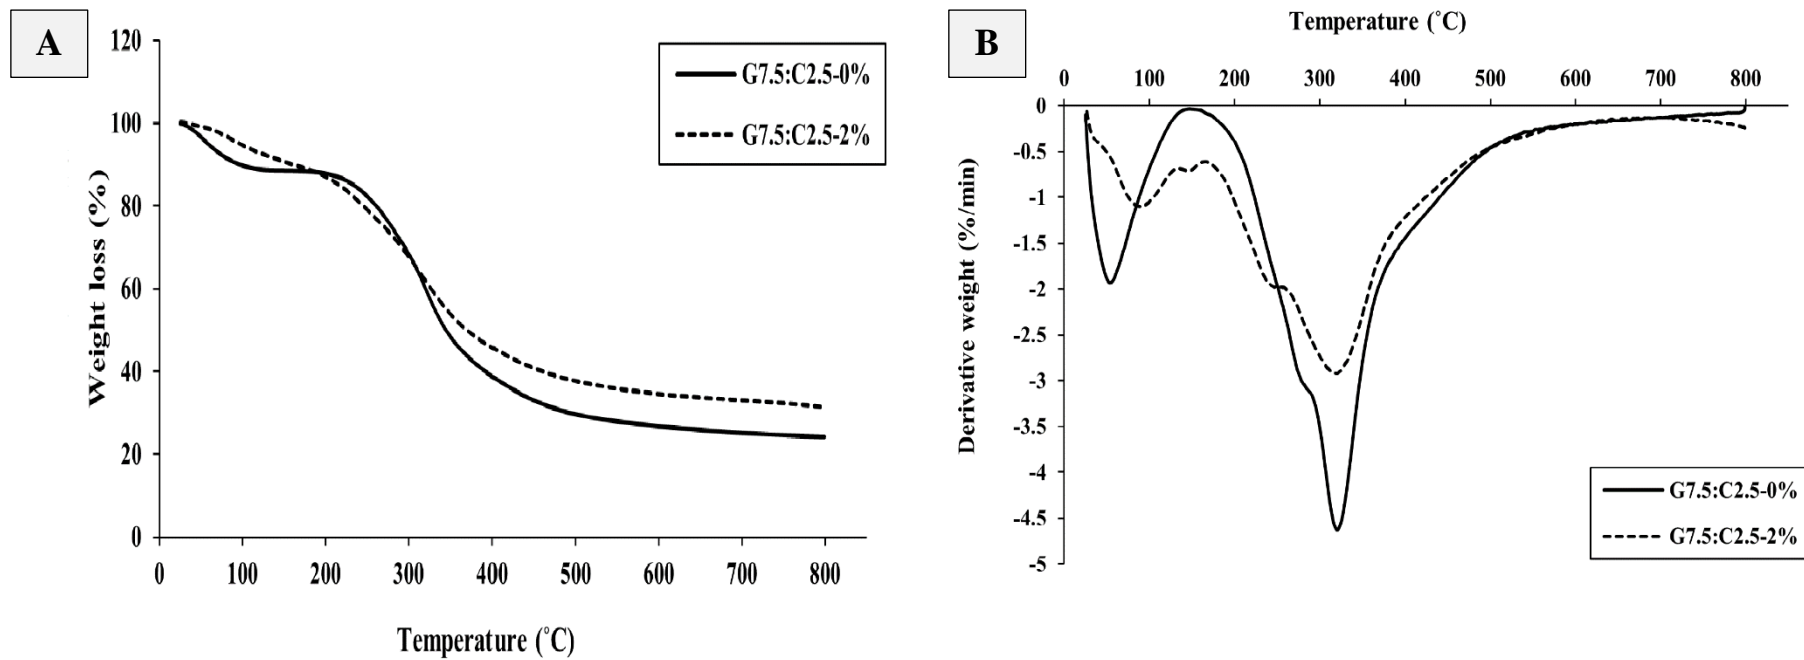 A
120
100
80
60
40
20
0
0 100 200 300 400 500 600 700 800
Weight loss (%)
Temperature (˚C)
G7.5:C2.5-0%
G7.5:C2.5-2%
B
Temperature (˚C)
0 100 200 300 400 500 600 700 800
0
-0.5
-1
-1.5
-2
-2.5
-3
-3.5
-4
-4.5
-5
Derivative weight (%/min)
G7.5:C2.5-0%
G7.5:C2.5-2%